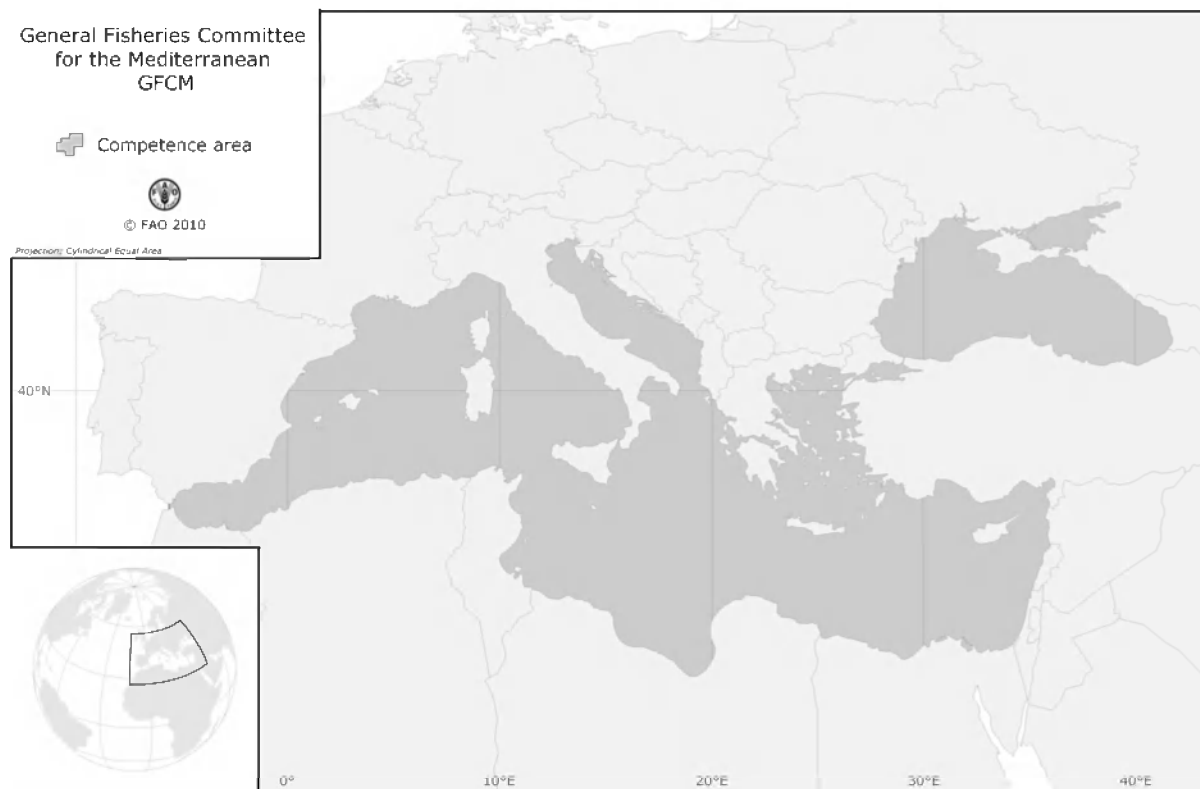 General Fisheries Committee
for the Mediterranean
GFCM
Competence area
© FAO 2010
Projection: Cylindrical Equal Area
40°N
0°
10°E
20°E
30°E
40°E